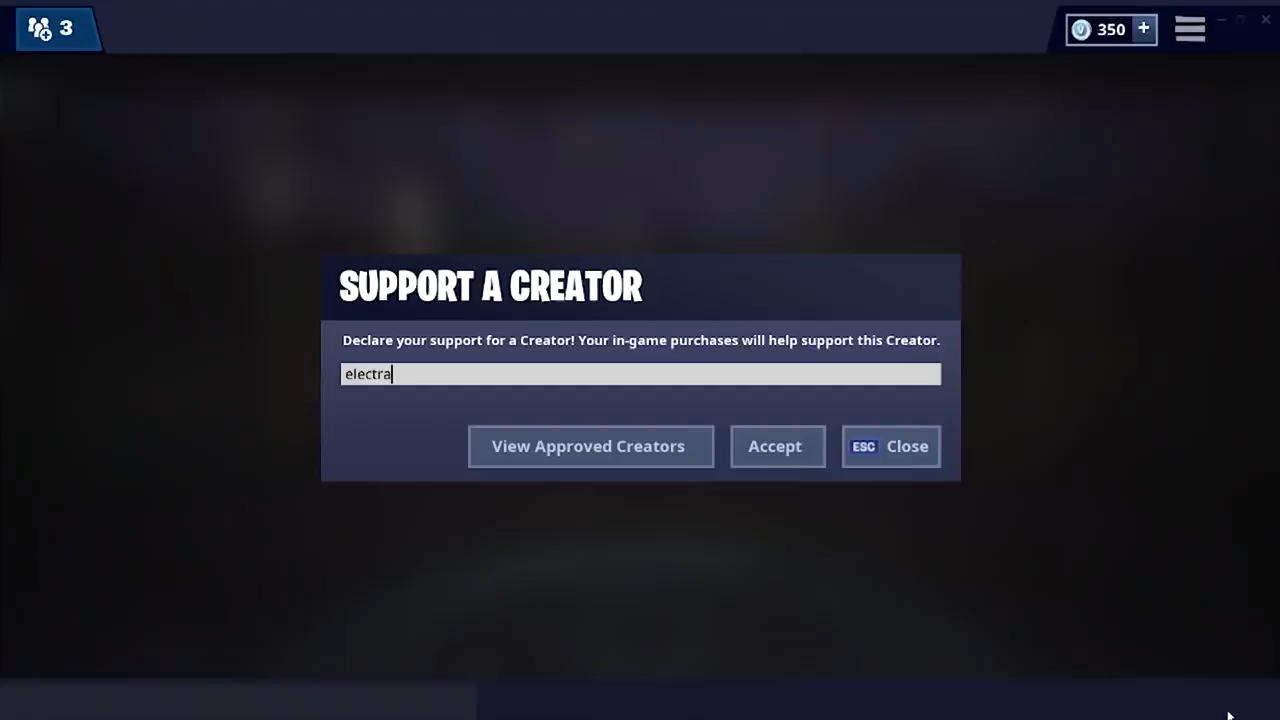 3
350 +
SUPPORT A CREATOR
Declare your support for a Creator! Your in-game purchases will help support this Creator.
electra
View Approved Creators Accept ESC Close